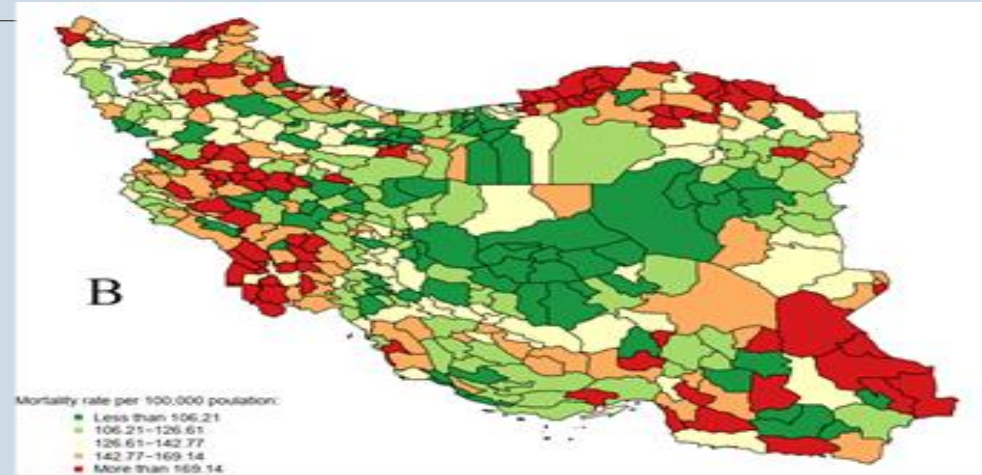 B
Mortality rate per 100,000 poulation:
Less than 106.21
106.21-126.61
126.61-142.77
142.77-169.14
More than 169.14